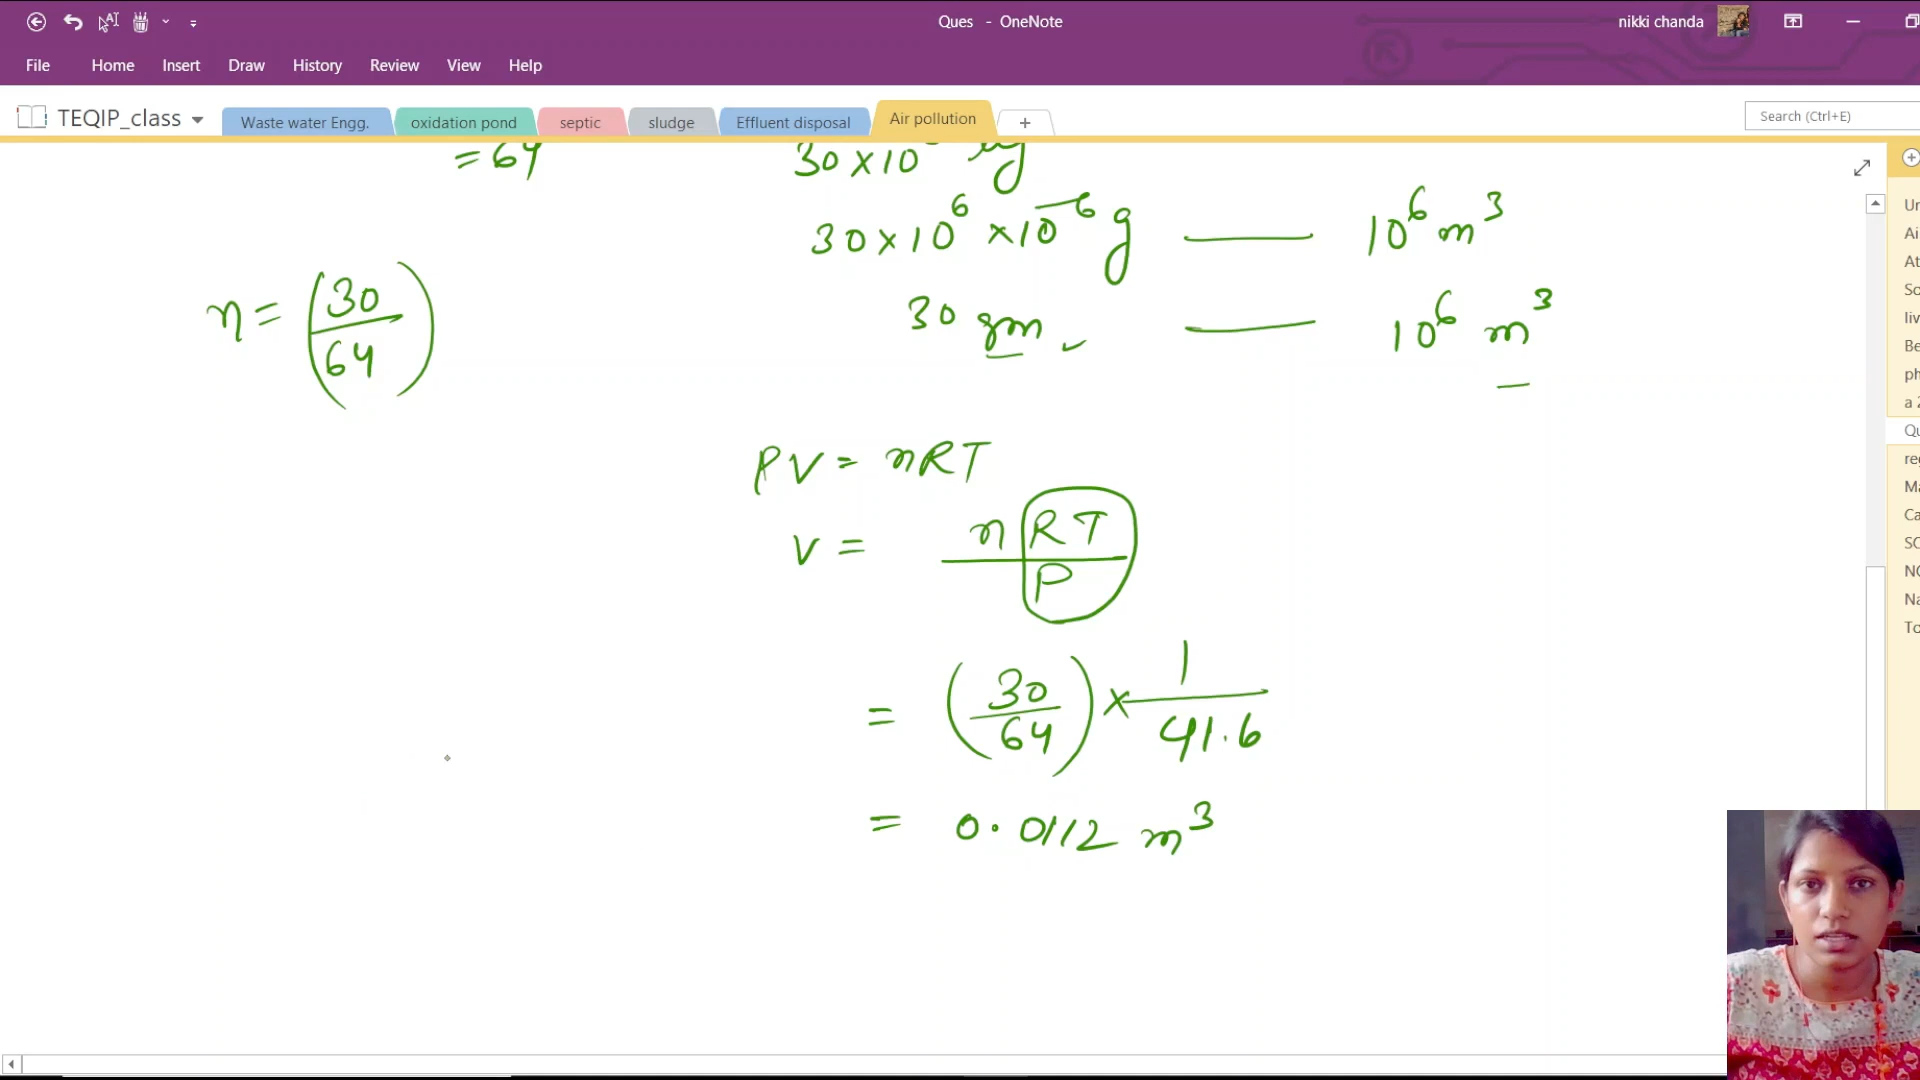 Ques - OneNote
nikki chanda
File Home Insert Draw History Review View Help
TEQIP_class
Waste water Engg. oxidation pond septic sludge Effluent disposal Air pollution +
Search (Ctrl+E)
= 64
30 × 10
30 × 10⁶ × 10⁻⁶ g —— 10⁶ m³
30 gm —— 10⁶ m³
n = (30/64)
PV = nRT
V = nRT/P
= (30/64) × 1/41.6
= 0.0112 m³